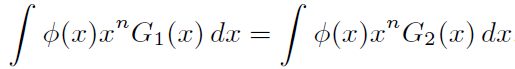 ∫ ϕ(x)xⁿG₁(x) dx = ∫ ϕ(x)xⁿG₂(x) dx